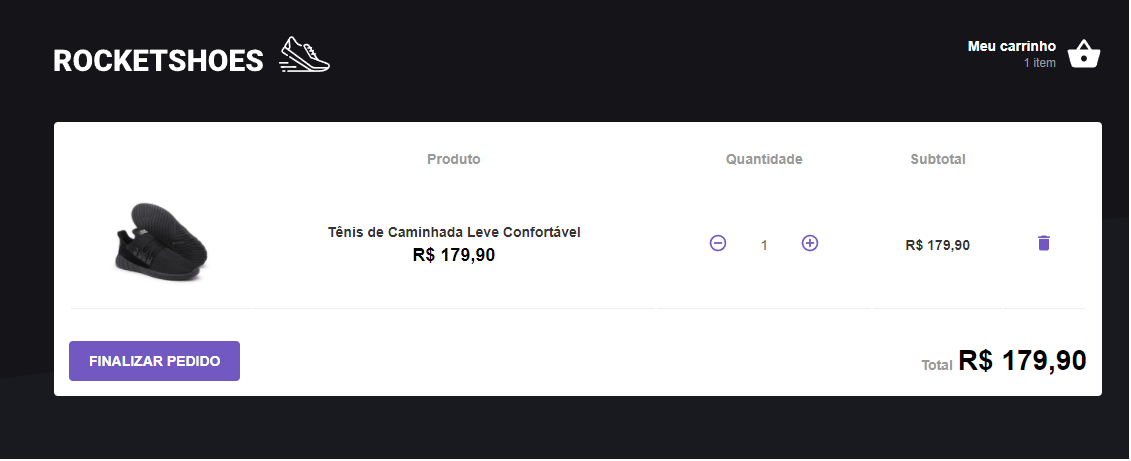 ROCKETSHOES
Meu carrinho
1 item
Produto Quantidade Subtotal
Tênis de Caminhada Leve Confortável
R$ 179,90
1
R$ 179,90
FINALIZAR PEDIDO
Total R$ 179,90